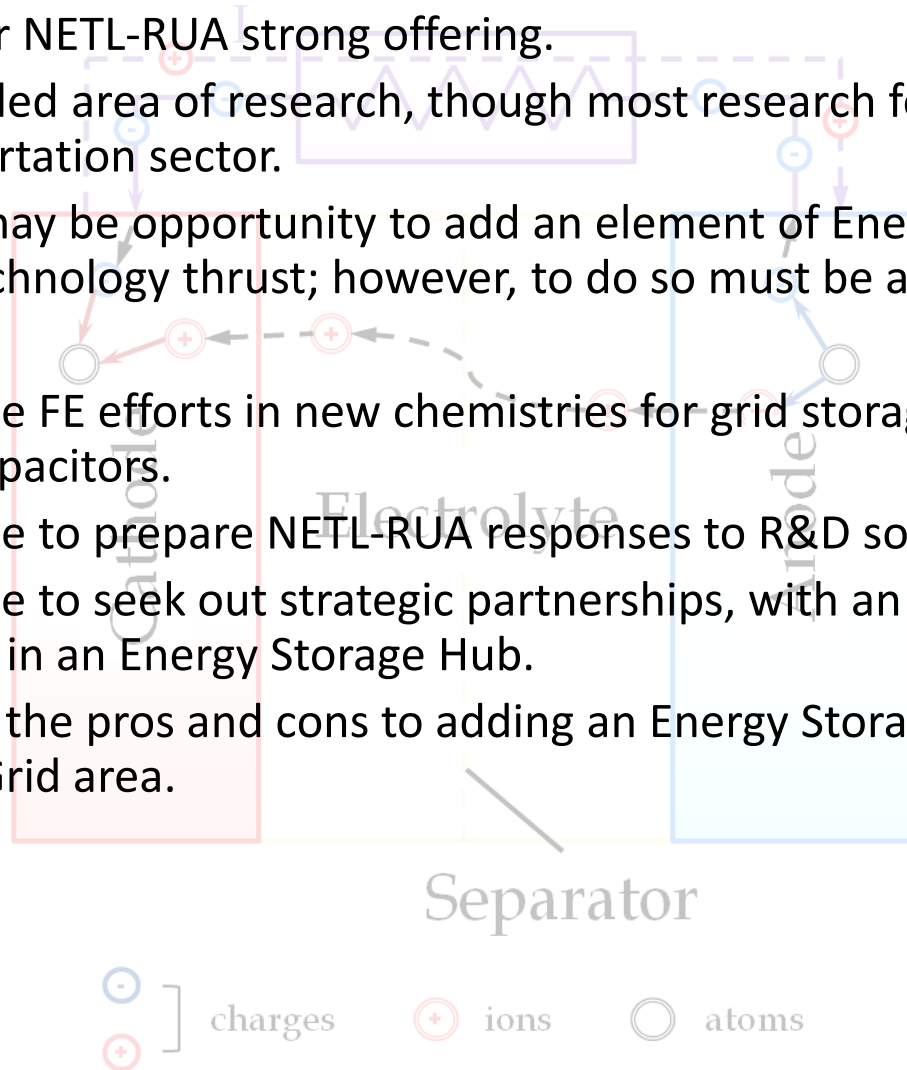 r NETL-RUA strong offering.
led area of research, though most research f
rtation sector.
may be opportunity to add an element of Ene
chnology thrust; however, to do so must be a
e FE efforts in new chemistries for grid storag
pacitors.
e to prepare NETL-RUA responses to R&D so
e to seek out strategic partnerships, with an
in an Energy Storage Hub.
the pros and cons to adding an Energy Stora
Grid area.
I
Cathode
Electrolyte
Anode
Separator
charges
ions
atoms